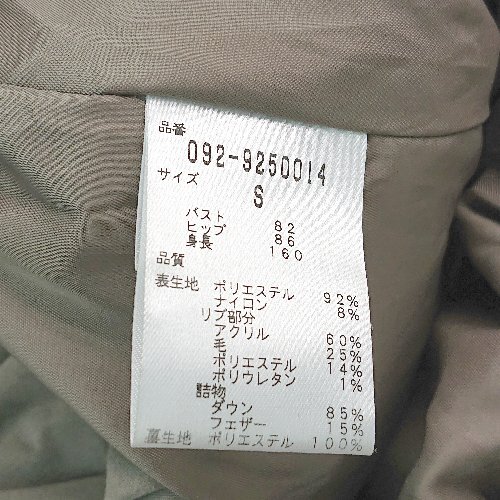 品番
092-9250014
サイズ
S
バスト 82
ヒップ 86
身長 160
品質
表生地 ポリエステル 92%
ナイロン 8%
リブ部分
アクリル 60%
毛 25%
ポリエステル 14%
ポリウレタン 1%
詰物
ダウン 85%
フェザー 15%
裏生地 ポリエステル 100%